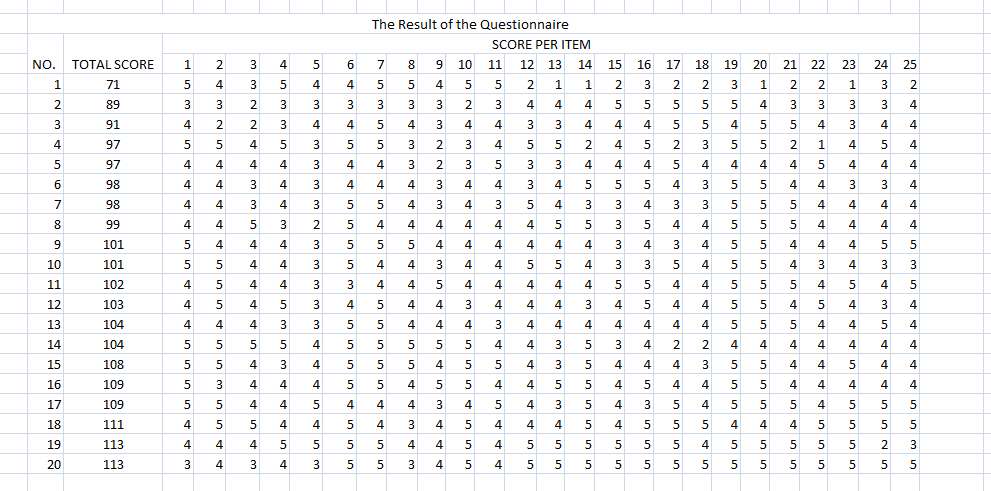 The Result of the Questionnaire
SCORE PER ITEM
NO. TOTAL SCORE 1 2 3 4 5 6 7 8 9 10 11 12 13 14 15 16 17 18 19 20 21 22 23 24 25
1 71 5 4 3 5 4 4 5 5 4 5 5 2 1 1 2 3 2 2 3 1 2 2 1 3 2
2 89 3 3 2 3 3 3 3 3 3 2 3 4 4 4 5 5 5 5 5 4 3 3 3 3 4
3 91 4 2 2 3 4 4 5 4 3 4 4 3 3 4 4 4 5 5 4 5 5 4 3 4 4
4 97 5 5 4 5 3 5 5 3 2 3 4 5 5 2 4 5 2 3 5 5 2 1 4 5 4
5 97 4 4 4 4 3 4 4 3 2 3 5 3 3 4 4 4 5 4 4 4 4 5 4 4 4
6 98 4 4 3 4 3 4 4 4 3 4 4 3 4 5 5 5 4 3 5 5 4 4 3 3 4
7 98 4 4 3 4 3 5 5 4 3 4 3 5 4 3 3 4 3 3 5 5 5 4 4 4 4
8 99 4 4 5 3 2 5 4 4 4 4 4 4 5 5 3 5 4 4 5 5 4 4 4 4 4
9 101 5 4 4 4 3 5 5 5 4 4 4 4 4 4 3 4 3 4 5 5 4 4 4 5 5
10 101 5 5 4 4 3 5 4 4 3 4 4 5 5 4 3 3 5 4 5 5 4 3 4 3 3
11 102 4 5 4 4 3 3 4 4 5 4 4 4 4 4 5 5 4 4 5 5 5 4 5 4 5
12 103 4 5 4 5 3 4 5 4 4 3 4 4 4 3 4 5 4 4 5 5 4 5 4 3 4
13 104 4 4 4 3 3 5 5 4 4 4 3 4 4 4 4 4 4 4 5 5 5 4 4 5 4
14 104 5 5 5 5 4 5 5 5 5 5 4 4 3 5 3 4 2 2 4 4 4 4 4 4 4
15 108 5 5 4 3 4 5 5 4 5 5 5 4 3 5 4 4 4 3 5 5 4 4 5 4 4
16 109 5 3 4 4 4 5 5 4 5 5 4 4 5 5 4 5 4 4 5 5 4 4 4 4 4
17 109 5 5 4 4 5 4 4 4 3 4 5 4 3 5 4 3 5 4 5 5 5 4 5 5 5
18 111 4 5 5 4 4 5 4 3 4 5 4 4 4 5 4 5 5 5 4 4 4 5 5 5 5
19 113 4 4 4 5 5 5 5 4 4 5 4 5 5 5 5 5 5 4 5 5 5 5 5 2 3
20 113 3 4 3 4 3 5 5 3 4 5 4 5 5 5 5 5 5 5 5 5 5 5 5 5 5